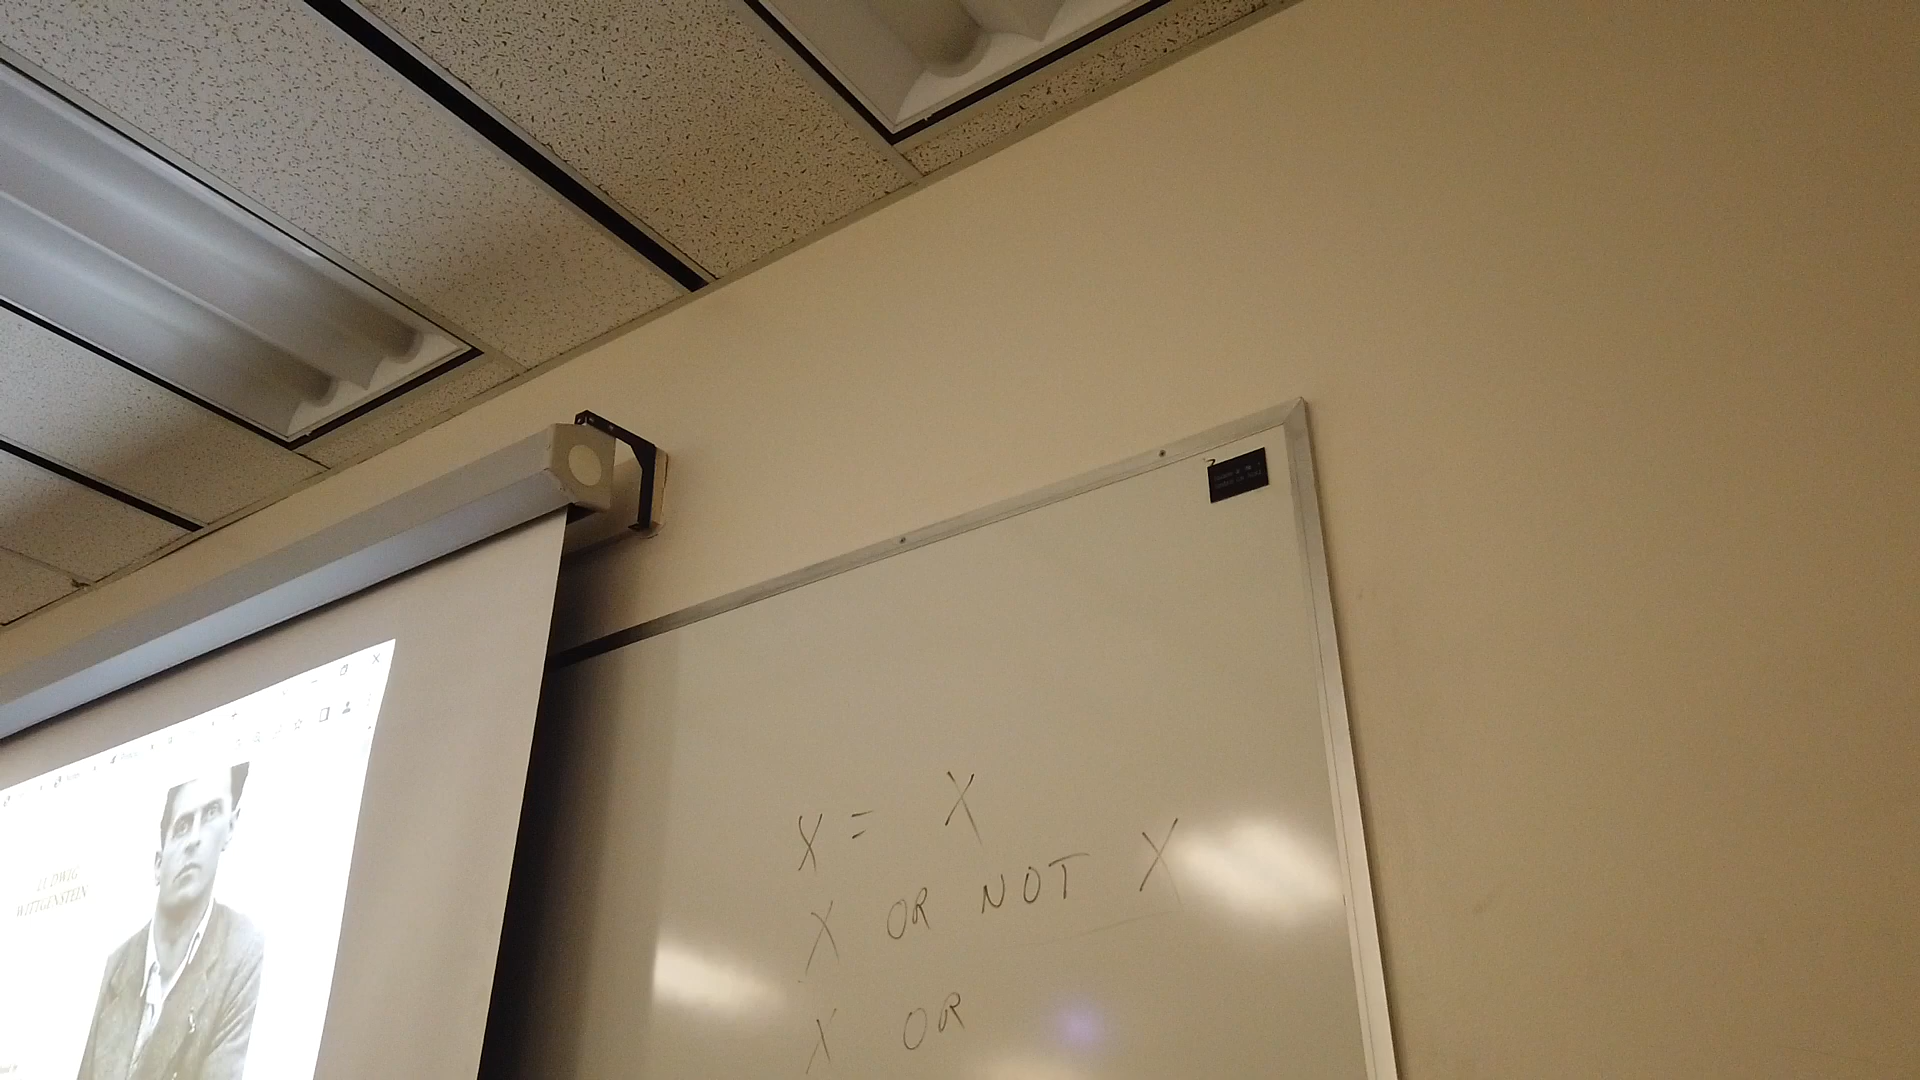 LUDWIG
WITTGENSTEIN
X = X
X OR NOT X
X OR